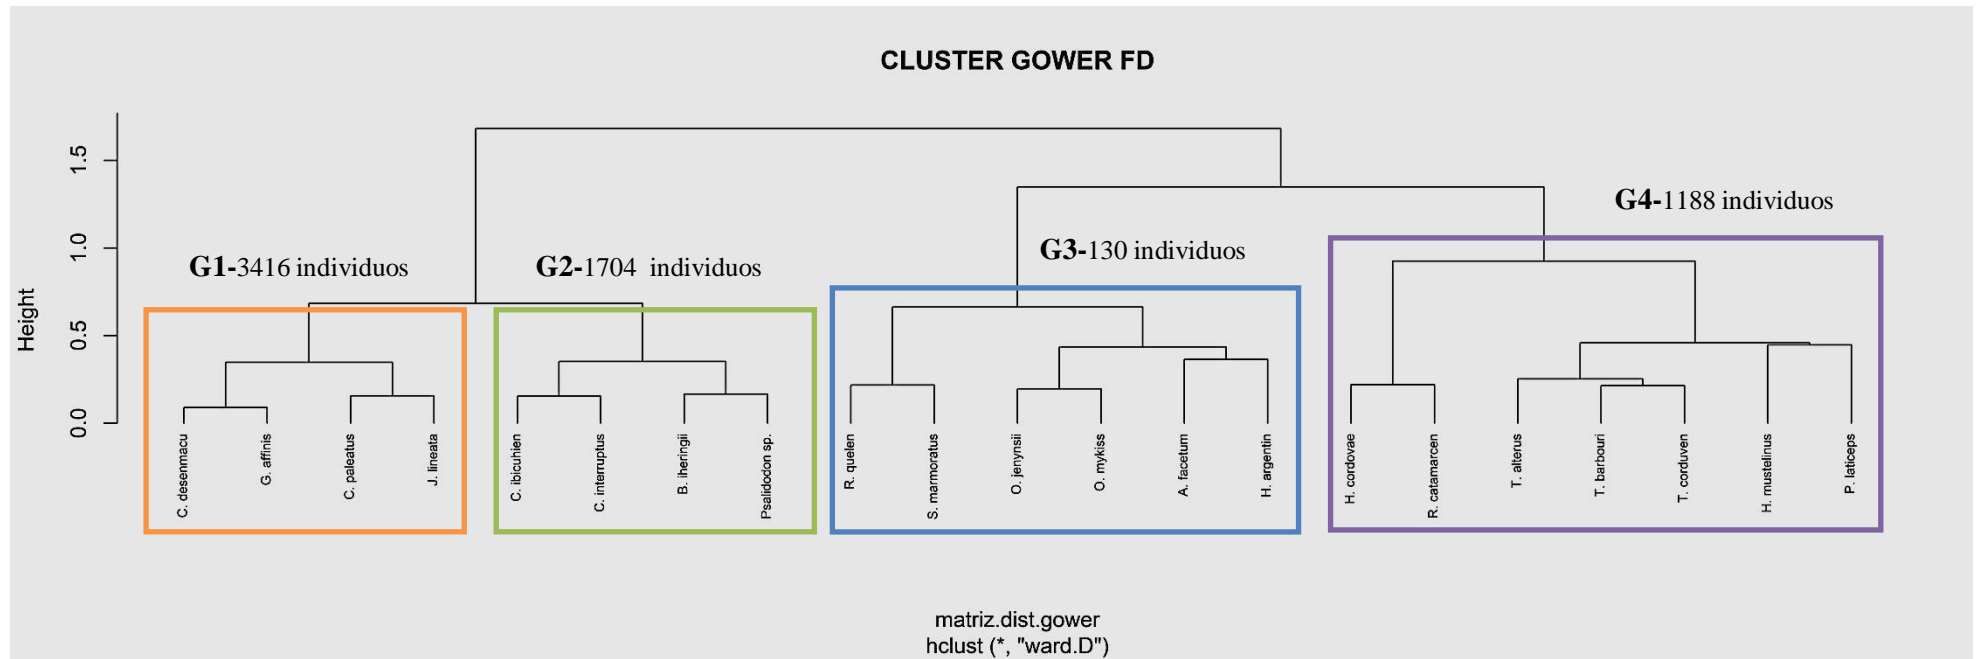 CLUSTER GOWER FD
G4-1188 individuos
G3-130 individuos
G1-3416 individuos
G2-1704 individuos
Height
1.5
1.0
0.5
0.0
C. desenmacu
G. affinis
C. paleatus
J. lineata
C. ibicuhien
C. interruptus
B. iheringii
Psalidodon sp.
R. quelen
S. marmoratus
O. jenynsii
O. mykiss
A. facetum
H. argentin
H. cordovae
R. catamarcen
T. alterus
T. barbouri
T. corduven
H. mustelinus
P. laticeps
matriz.dist.gower
hclust (*, "ward.D")